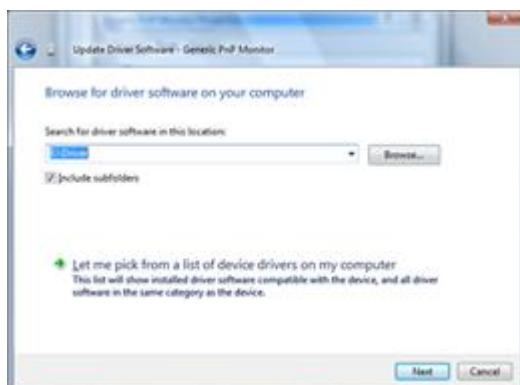 Update Driver Software - Generic PnP Monitor
Browse for driver software on your computer
Search for driver software in this location:
Browse...
Include subfolders
Let me pick from a list of device drivers on my computer
This list will show installed driver software compatible with the device, and all driver
software in the same category as the device.
Next
Cancel